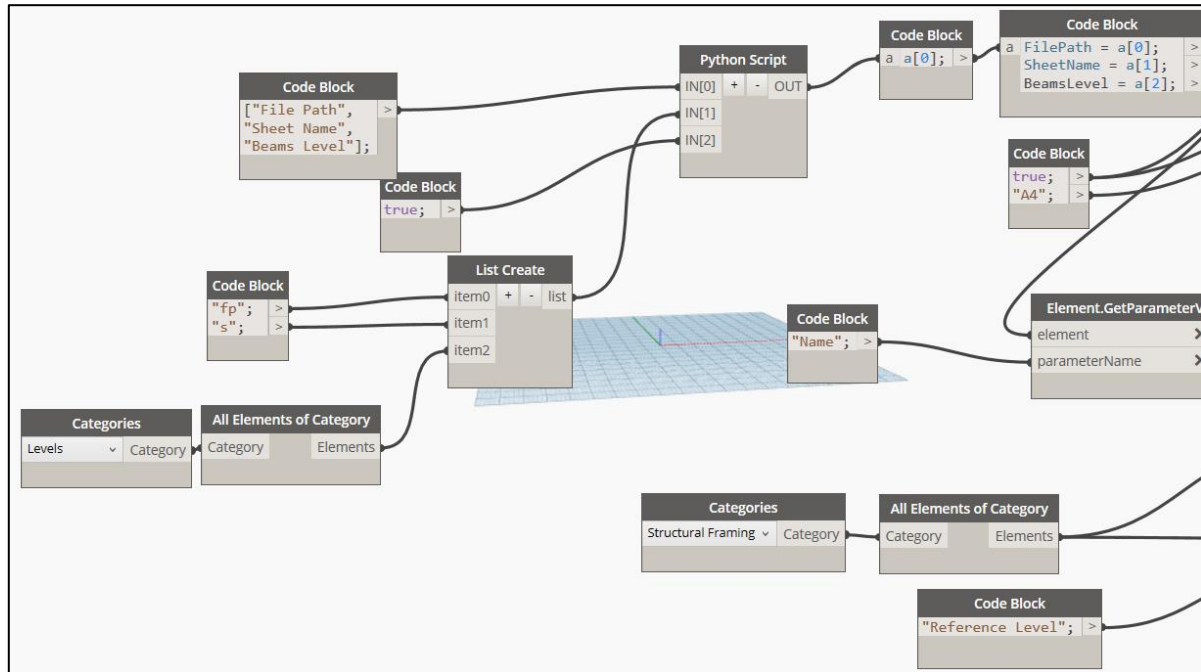 Code Block
["File Path",
"Sheet Name",
"Beams Level"];
>
Code Block
true;
>
Python Script
IN[0] + - OUT
IN[1]
IN[2]
Code Block
a a[0]; >
Code Block
a FilePath = a[0]; >
SheetName = a[1]; >
BeamsLevel = a[2]; >
Code Block
true; >
"A4"; >
Code Block
"fp"; >
"s"; >
List Create
item0 + - list
item1
item2
Code Block
"Name"; >
Element.GetParameterV
element
parameterName
Categories
Levels Category
All Elements of Category
Category Elements
Categories
Structural Framing Category
All Elements of Category
Category Elements
Code Block
"Reference Level"; >